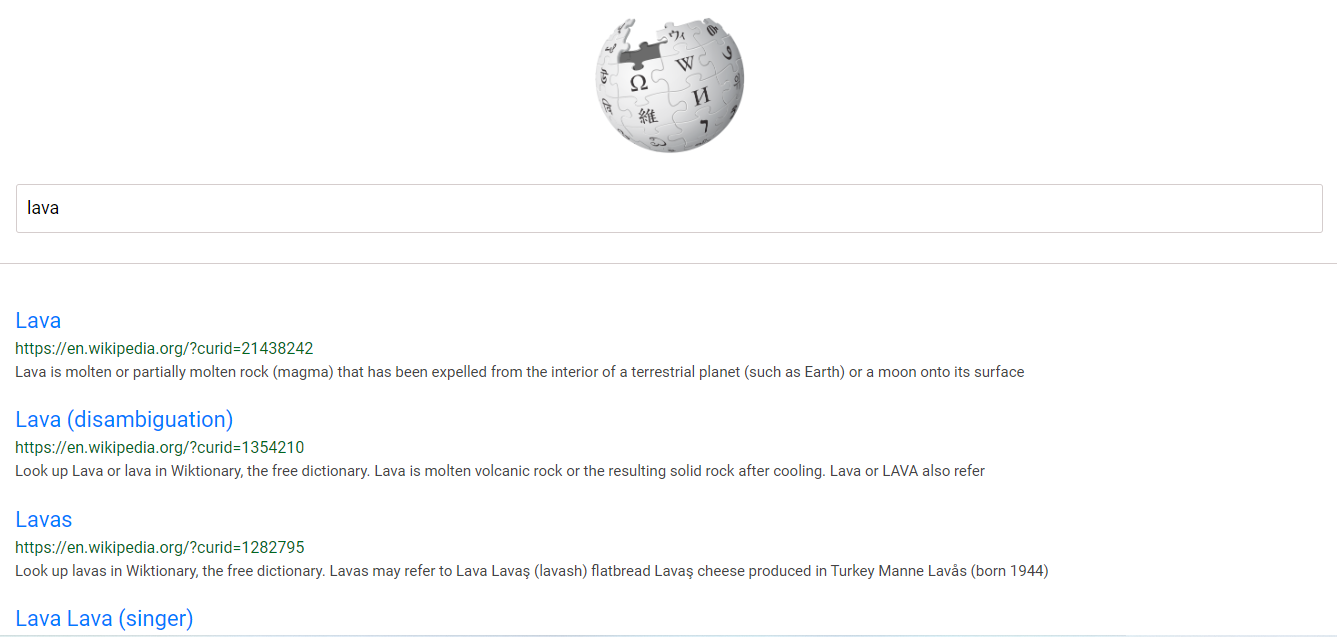 Ω W И 維 7
lava
Lava
https://en.wikipedia.org/?curid=21438242
Lava is molten or partially molten rock (magma) that has been expelled from the interior of a terrestrial planet (such as Earth) or a moon onto its surface
Lava (disambiguation)
https://en.wikipedia.org/?curid=1354210
Look up Lava or lava in Wiktionary, the free dictionary. Lava is molten volcanic rock or the resulting solid rock after cooling. Lava or LAVA also refer
Lavas
https://en.wikipedia.org/?curid=1282795
Look up lavas in Wiktionary, the free dictionary. Lavas may refer to Lava Lavaş (lavash) flatbread Lavaş cheese produced in Turkey Manne Lavås (born 1944)
Lava Lava (singer)